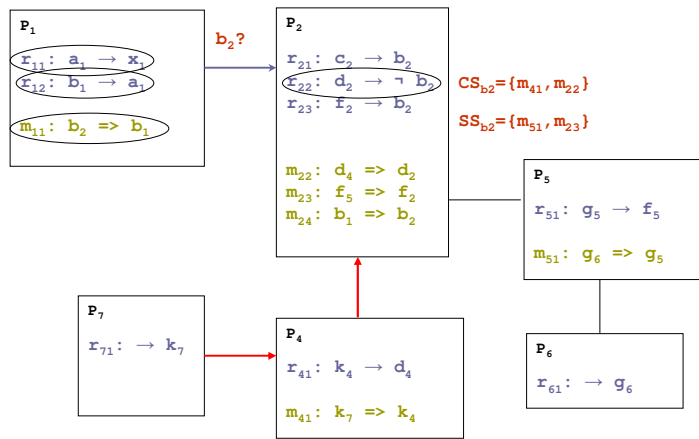 P₁
r₁₁: a₁ → x₁
r₁₂: b₁ → a₁
m₁₁: b₂ => b₁
b₂?
P₂
r₂₁: c₂ → b₂
r₂₂: d₂ → ¬ b₂
r₂₃: f₂ → b₂
m₂₂: d₄ => d₂
m₂₃: f₅ => f₂
m₂₄: b₁ => b₂
CS_b2={m₄₁,m₂₂}
SS_b2={m₅₁,m₂₃}
P₅
r₅₁: g₅ → f₅
m₅₁: g₆ => g₅
P₇
r₇₁: → k₇
P₄
r₄₁: k₄ → d₄
m₄₁: k₇ => k₄
P₆
r₆₁: → g₆